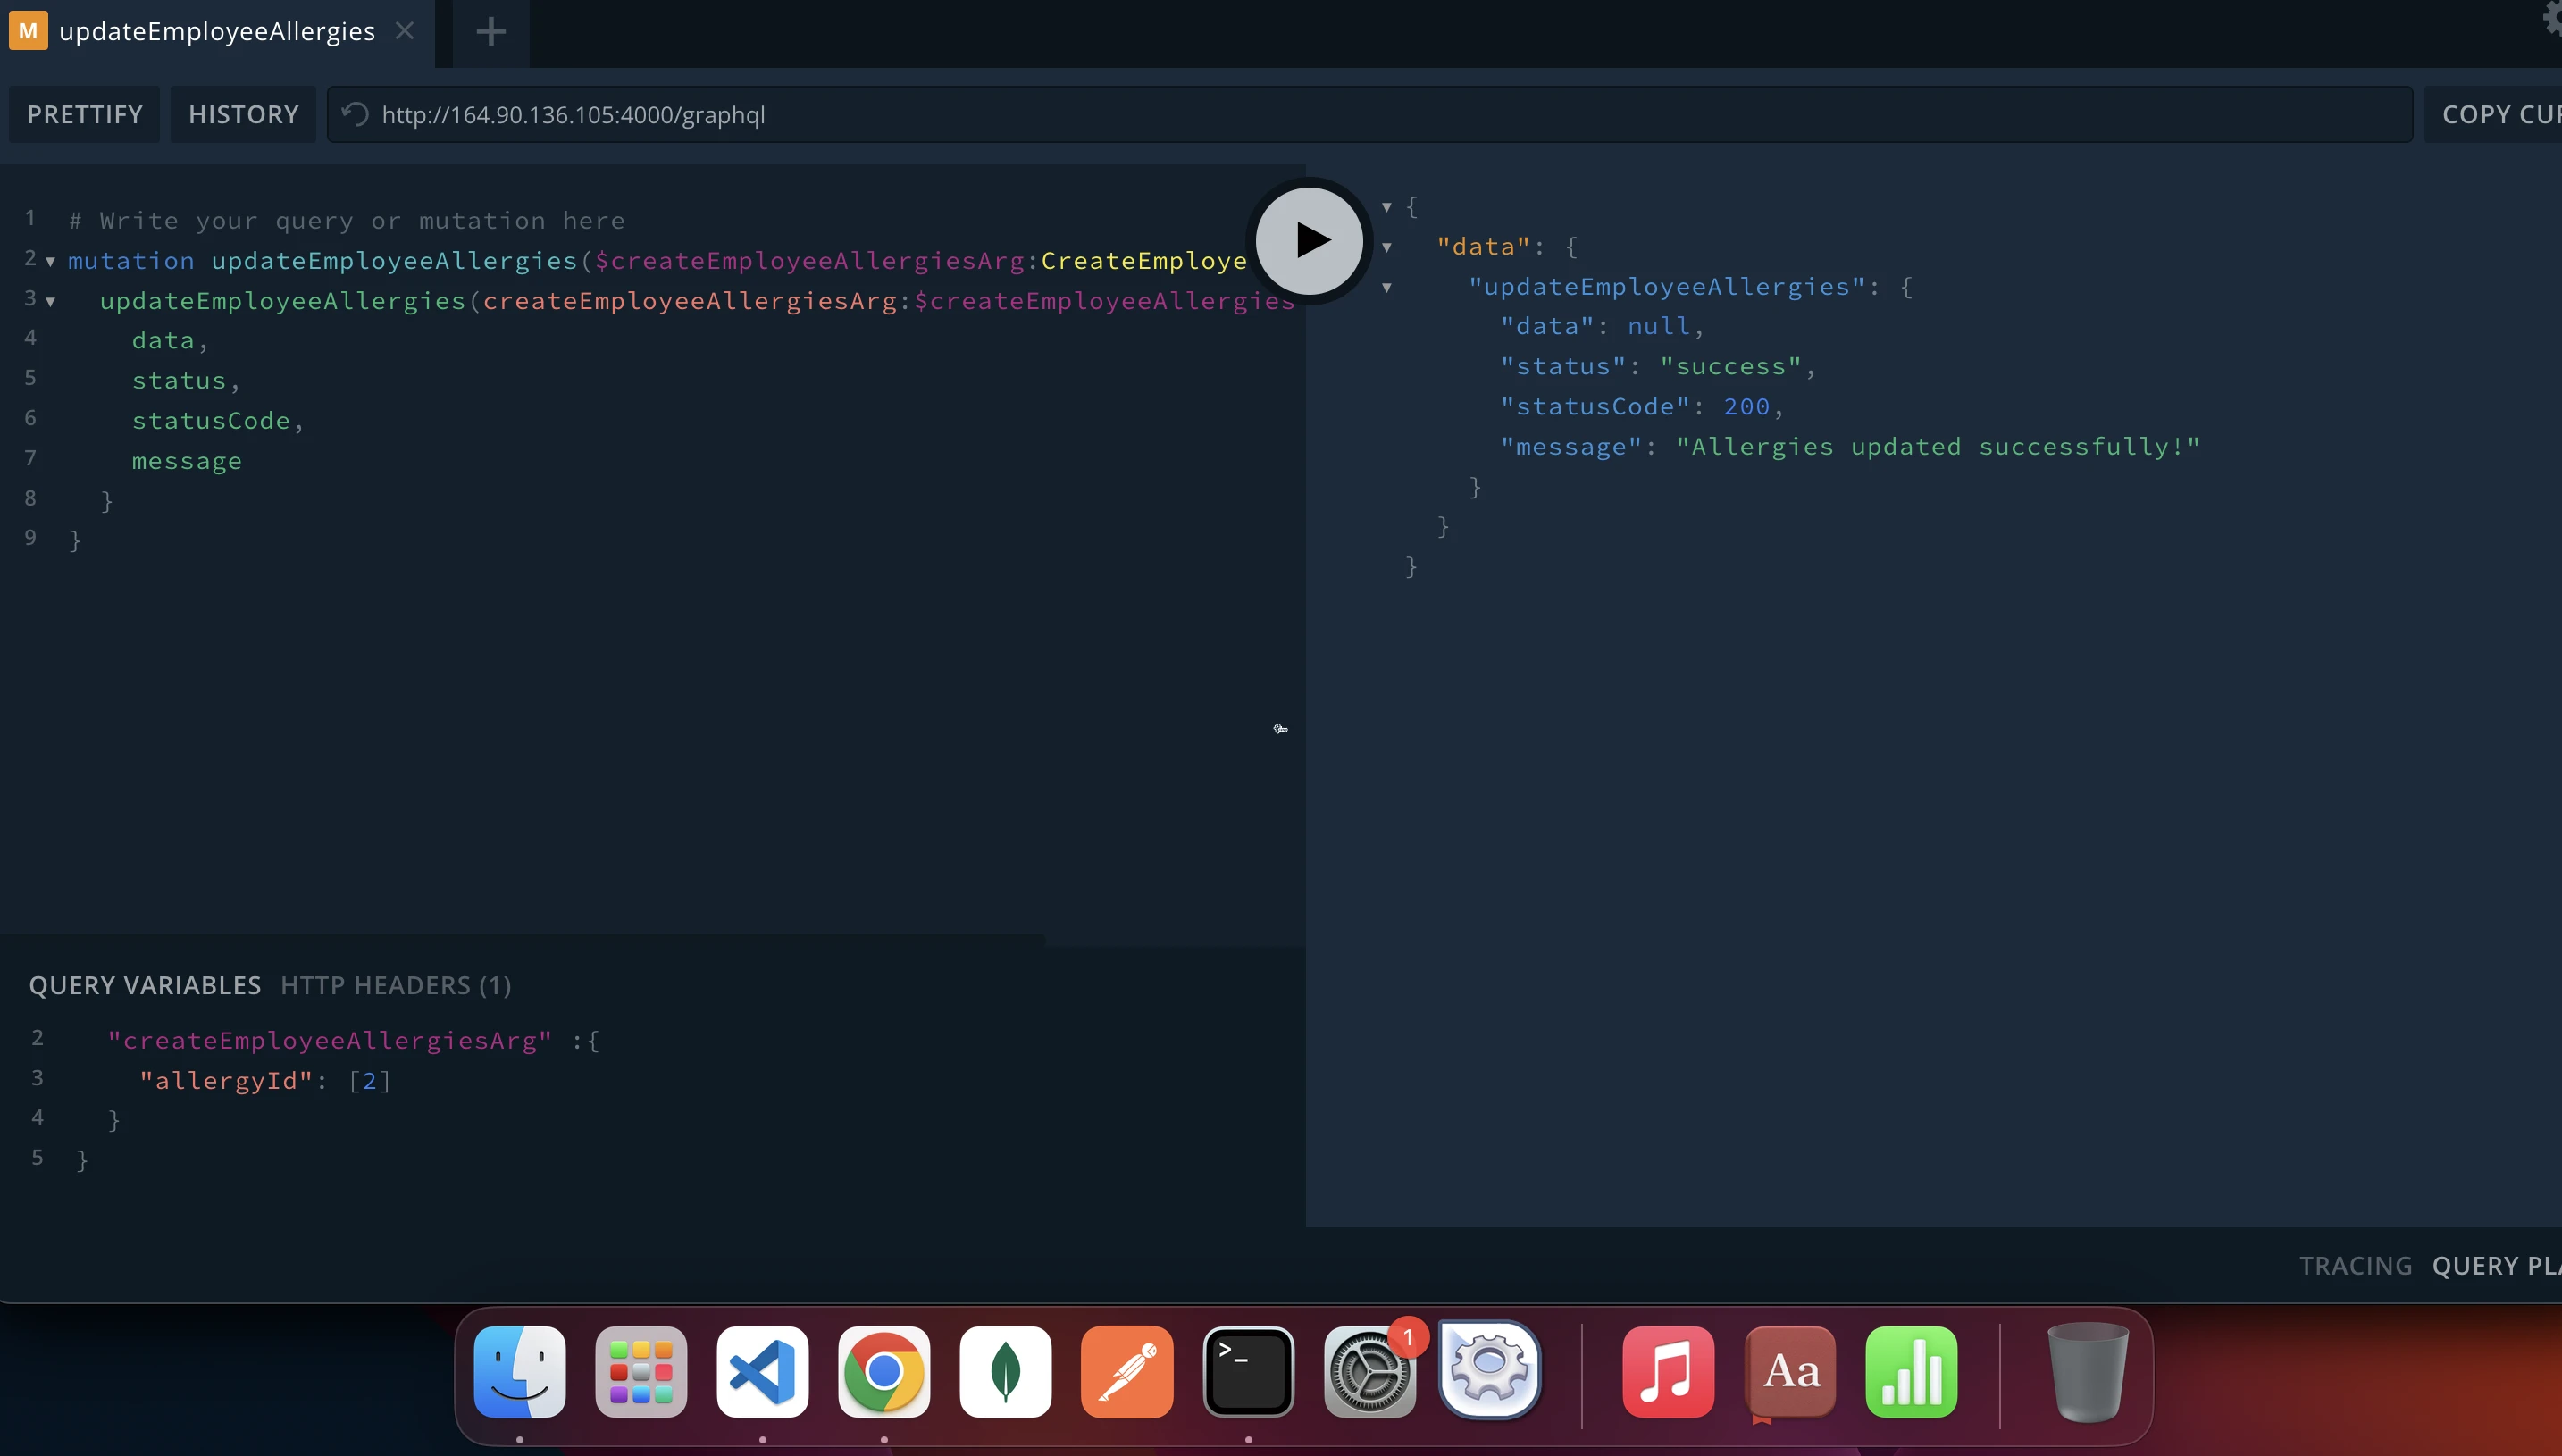 M updateEmployeeAllergies
PRETTIFY HISTORY http://164.90.136.105:4000/graphql COPY CUR
1 # Write your query or mutation here
2 mutation updateEmployeeAllergies($createEmployeeAllergiesArg:CreateEmploye
3 updateEmployeeAllergies(createEmployeeAllergiesArg:$createEmployeeAllergies
4 data,
5 status,
6 statusCode,
7 message
8 }
9 }
{
"data": {
"updateEmployeeAllergies": {
"data": null,
"status": "success",
"statusCode": 200,
"message": "Allergies updated successfully!"
}
}
}
QUERY VARIABLES HTTP HEADERS (1)
2 "createEmployeeAllergiesArg" :{
3 "allergyId": [2]
4 }
5 }
TRACING QUERY PLA
>_ 1 Aa